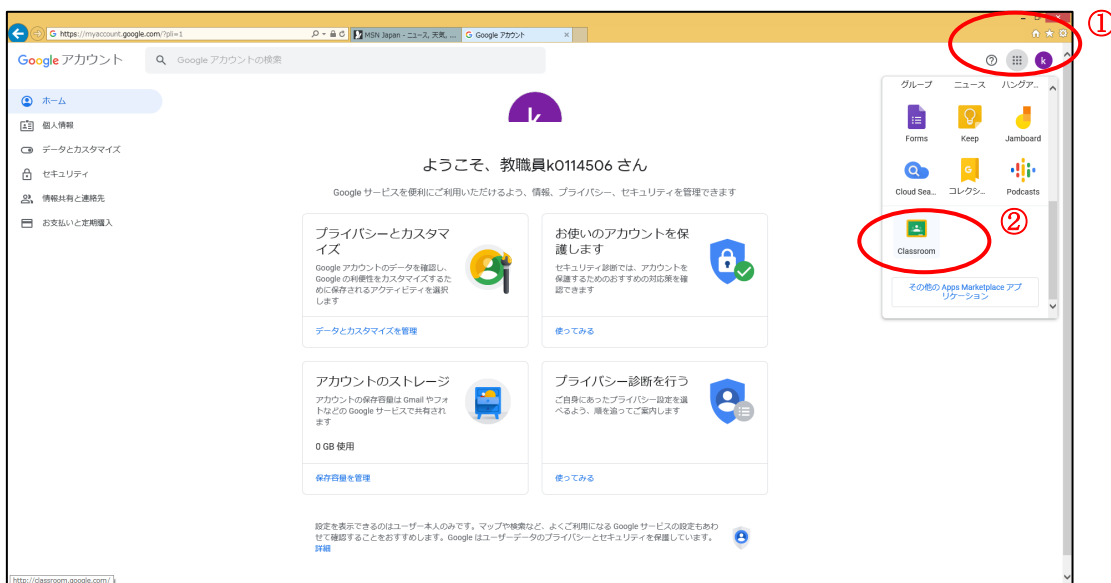 ①
https://myaccount.google.com/?pli=1
MSN Japan - ニュース, 天気, ...
Google アカウント
Google アカウント
Google アカウントの検索
k
ホーム
個人情報
データとカスタマイズ
セキュリティ
情報共有と連絡先
お支払いと定期購入
k
ようこそ、教職員k0114506 さん
Google サービスを便利にご利用いただけるよう、情報、プライバシー、セキュリティを管理できます
プライバシーとカスタマ
イズ
Google アカウントのデータを確認し、
Google の利便性をカスタマイズするた
めに保存されるアクティビティを選択
します
データとカスタマイズを管理
お使いのアカウントを保
護します
セキュリティ診断では、アカウントを
保護するためのおすすめの対応策を確
認できます
使ってみる
アカウントのストレージ
アカウントの保存容量は Gmail やフォ
トなどの Google サービスで共有され
ます
0 GB 使用
保存容量を管理
プライバシー診断を行う
ご自身にあったプライバシー設定を選
べるよう、順を追ってご案内します
使ってみる
設定を表示できるのはユーザー本人のみです。マップや検索など、よくご利用になる Google サービスの設定もあわ
せて確認することをおすすめします。Google はユーザーデータのプライバシーとセキュリティを保護しています。
詳細
グループ ニュース ハングア...
Forms Keep Jamboard
Cloud Sea... コレクシ... Podcasts
②
Classroom
その他の Apps Marketplace アプ
リケーション
http://classroom.google.com/